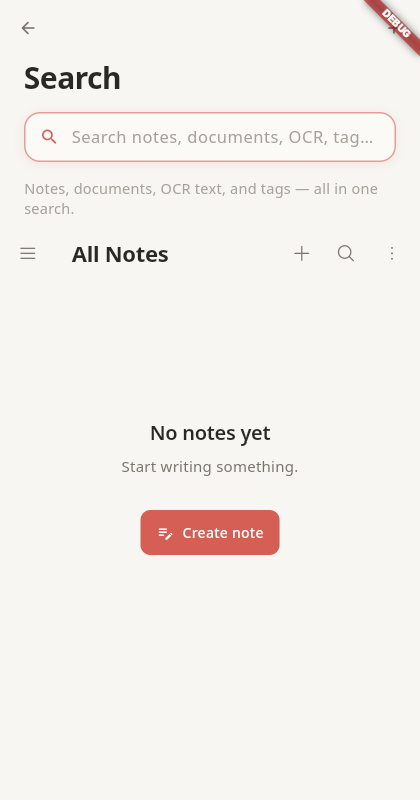 DEBUG
Search
Search notes, documents, OCR, tag...
Notes, documents, OCR text, and tags — all in one
search.
All Notes
No notes yet
Start writing something.
Create note